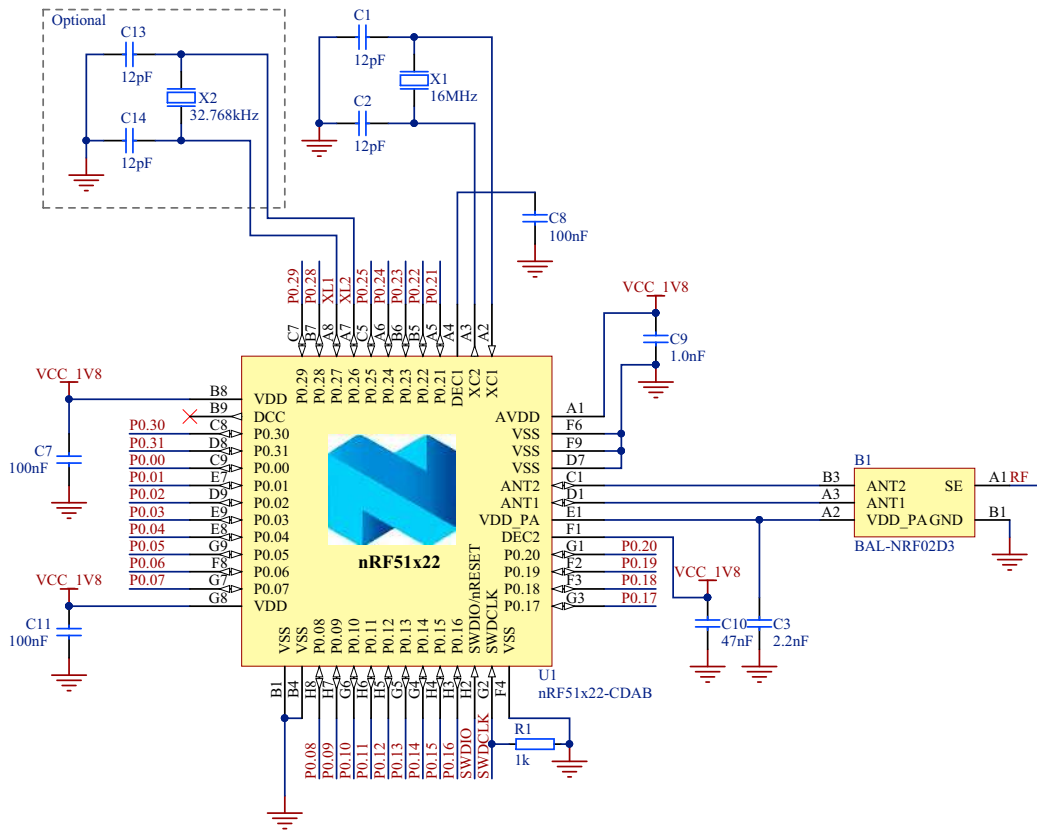 Optional
C13
12pF
X2
32.768kHz
C14
12pF
C1
12pF
X1
16MHz
C2
12pF
C8
100nF
P0.29
P0.28
XL1
XL2
P0.25
P0.24
P0.23
P0.22
P0.21
C7
B7
A8
A7
C5
A6
B6
B5
A5
A4
A3
A2
P0.29
P0.28
P0.27
P0.26
P0.25
P0.24
P0.23
P0.22
P0.21
DEC1
XC2
XC1
VCC_1V8
C9
1.0nF
VCC_1V8
C7
100nF
B8 VDD
B9 DCC
P0.30 C8 P0.30
P0.31 D8 P0.31
P0.00 C9 P0.00
P0.01 E7 P0.01
P0.02 D9 P0.02
P0.03 E9 P0.03
P0.04 E8 P0.04
P0.05 G9 P0.05
P0.06 F8 P0.06
P0.07 G7 P0.07
G8 VDD
VCC_1V8
C11
100nF
nRF51x22
AVDD A1
VSS F6
VSS F9
VSS D7
ANT2 C1
ANT1 D1
VDD_PA E1
DEC2 F1
P0.20 G1 P0.20
P0.19 F2 P0.19
P0.18 F3 P0.18
P0.17 G3 P0.17
B1
B3 ANT2 SE A1 RF
A3 ANT1
A2 VDD_PA GND B1
BAL-NRF02D3
VCC_1V8
C10
47nF
C3
2.2nF
VSS
VSS
P0.08
P0.09
P0.10
P0.11
P0.12
P0.13
P0.14
P0.15
P0.16
SWDIO/nRESET
SWDCLK
VSS
U1
nRF51x22-CDAB
B1
B4
H8
H7
G6
H6
H5
G5
G4
H4
H3
H2
G2
F4
P0.08
P0.09
P0.10
P0.11
P0.12
P0.13
P0.14
P0.15
P0.16
SWDIO
SWDCLK
R1
1k